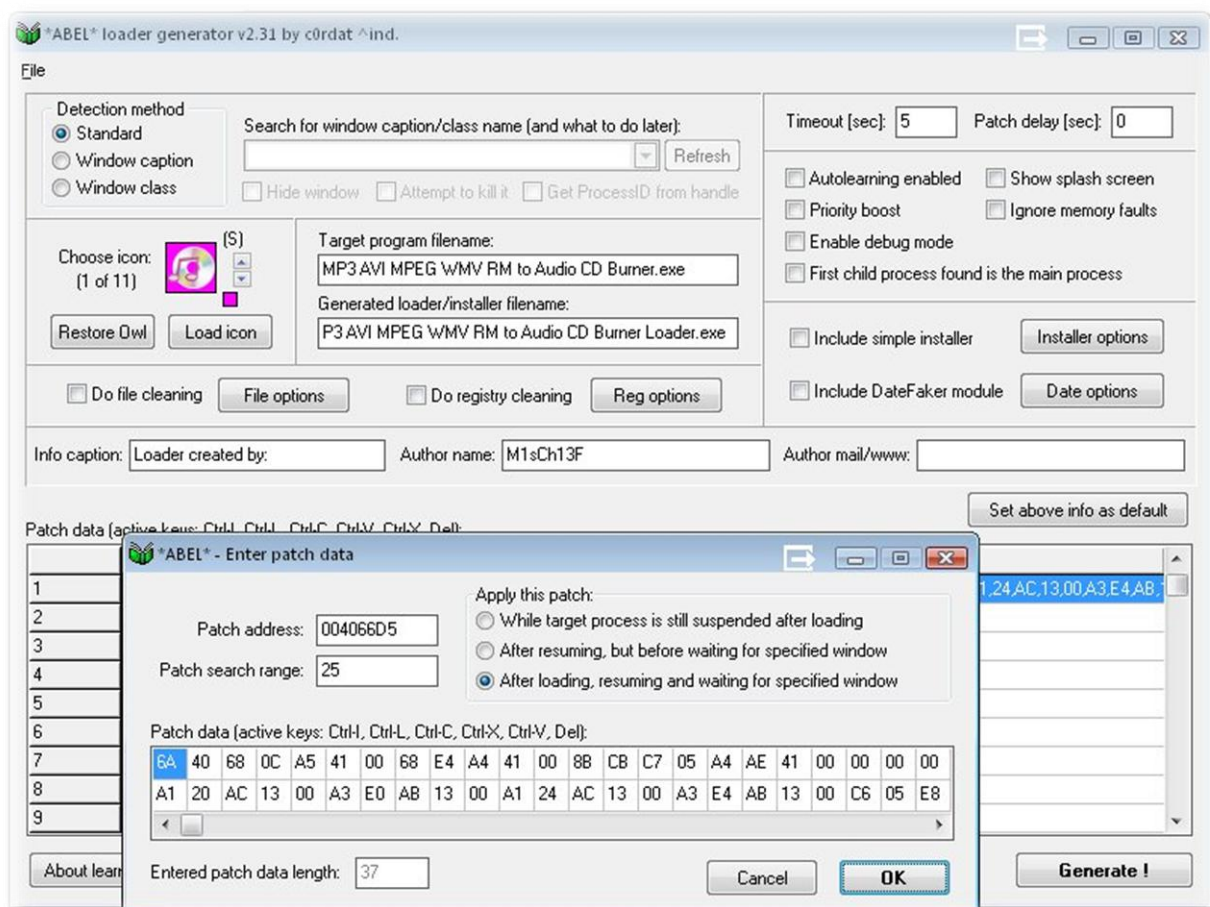 *ABEL* loader generator v2.31 by c0rdat ^ind.
File
Detection method
Standard
Window caption
Window class
Search for window caption/class name (and what to do later):
Refresh
Hide window Attempt to kill it Get ProcessID from handle
Timeout [sec]: 5 Patch delay [sec]: 0
Autolearning enabled Show splash screen
Priority boost Ignore memory faults
Enable debug mode
First child process found is the main process
Choose icon:
(1 of 11)
(S)
Restore Owl Load icon
Target program filename:
MP3 AVI MPEG WMV RM to Audio CD Burner.exe
Generated loader/installer filename:
P3 AVI MPEG WMV RM to Audio CD Burner Loader.exe
Include simple installer Installer options
Include DateFaker module Date options
Do file cleaning File options Do registry cleaning Reg options
Info caption: Loader created by: Author name: M1sCh13F Author mail/www:
Set above info as default
Patch data (active keys: Ctrl-I, Ctrl-L, Ctrl-C, Ctrl-V, Ctrl-X, Del):
1
2
3
4
5
6
7
8
9
1,24,AC,13,00,A3,E4,AB,
*ABEL* - Enter patch data
Patch address: 004066D5
Patch search range: 25
Apply this patch:
While target process is still suspended after loading
After resuming, but before waiting for specified window
After loading, resuming and waiting for specified window
Patch data (active keys: Ctrl-I, Ctrl-L, Ctrl-C, Ctrl-X, Ctrl-V, Del):
6A 40 68 0C A5 41 00 68 E4 A4 41 00 8B CB C7 05 A4 AE 41 00 00 00 00
A1 20 AC 13 00 A3 E0 AB 13 00 A1 24 AC 13 00 A3 E4 AB 13 00 C6 05 E8
Entered patch data length: 37
Cancel OK
About lear
Generate !